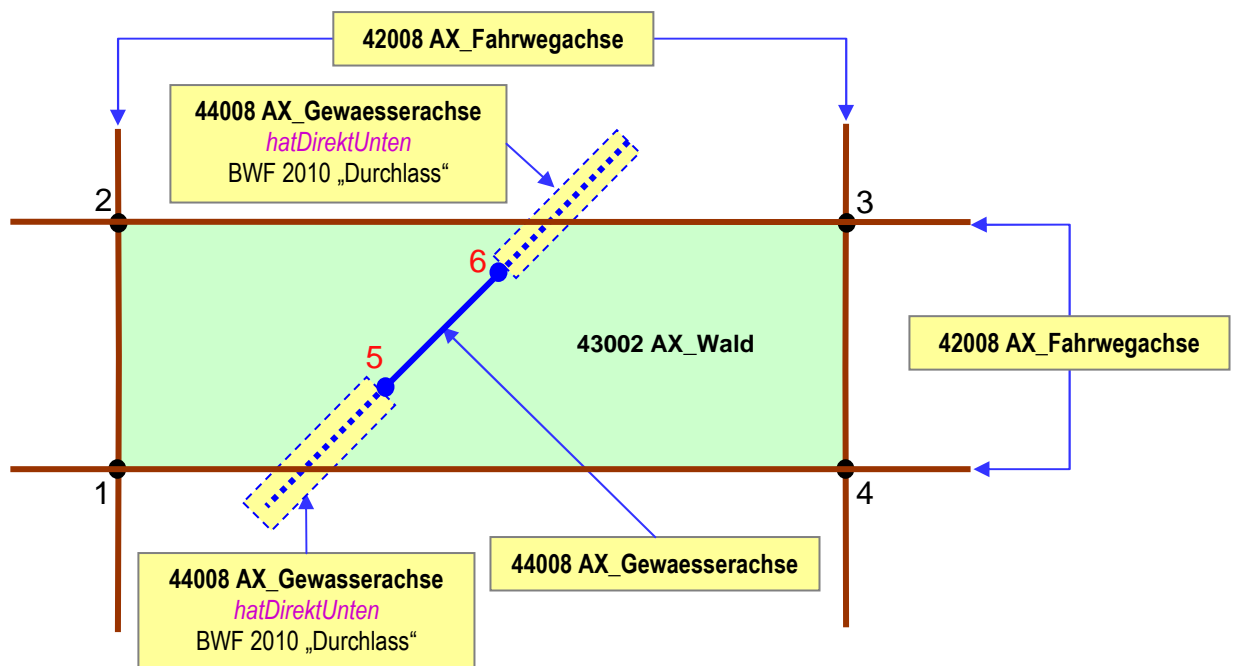 42008 AX_Fahrwegachse
44008 AX_Gewaesserachse
hatDirektUnten
BWF 2010 „Durchlass“
2
3
6
42008 AX_Fahrwegachse
43002 AX_Wald
5
1
4
44008 AX_Gewaesserachse
44008 AX_Gewasserachse
hatDirektUnten
BWF 2010 „Durchlass“